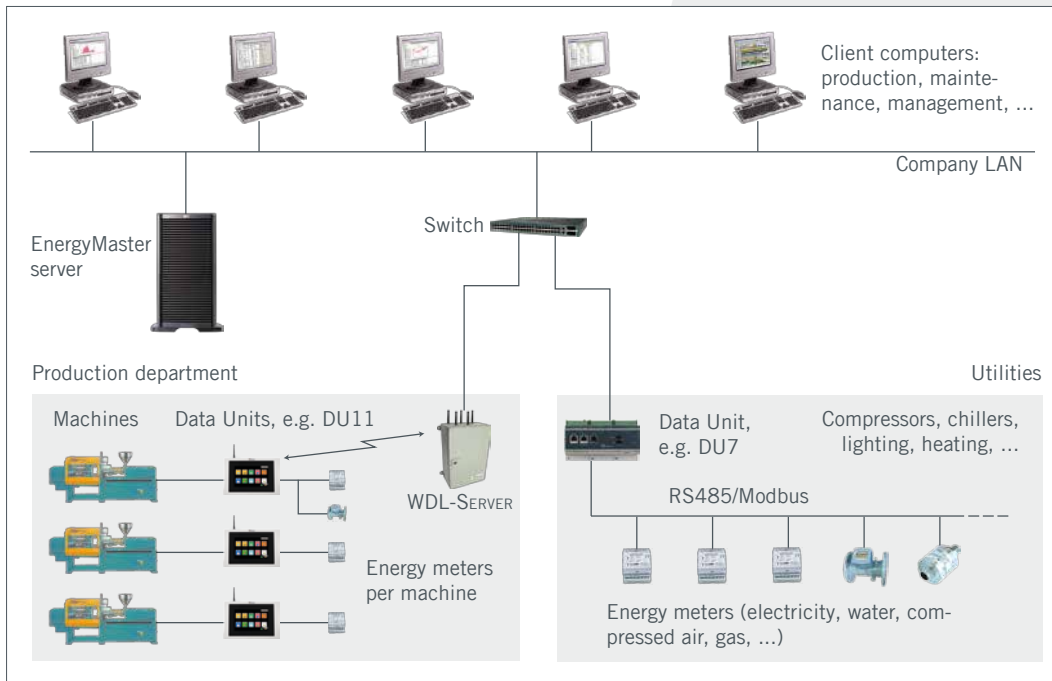 Client computers:
production, mainte-
nance, management, ...
Company LAN
Switch
EnergyMaster
server
Production department
Utilities
Machines
Data Units, e.g. DU11
WDL-SERVER
Energy meters
per machine
Data Unit,
e.g. DU7
Compressors, chillers,
lighting, heating, ...
RS485/Modbus
Energy meters (electricity, water, com-
pressed air, gas, ...)